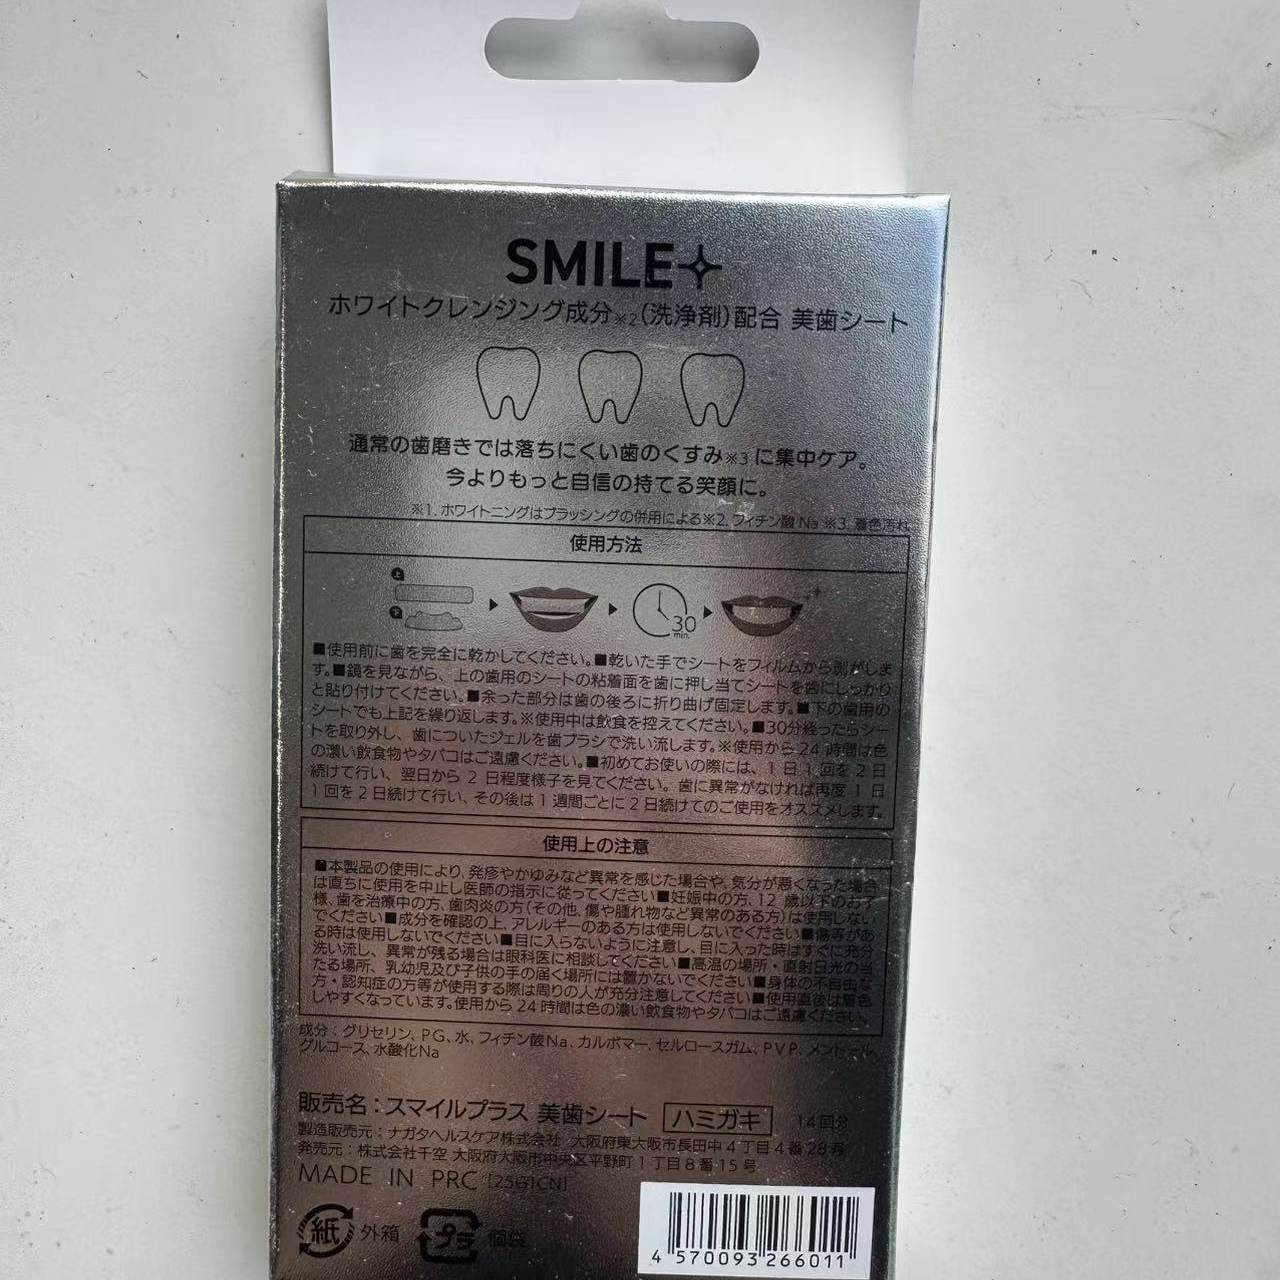 SMILE
ホワイトクレンジング成分※2(洗浄剤)配合 美歯シート
通常の歯磨きでは落ちにくい歯のくすみ※3に集中ケア。
今よりもっと自信の持てる笑顔に。
※1. ホワイトニングはブラッシングの併用による※2. フィチン酸Na ※3. 着色汚れ
使用方法
上
下
30
min.
■使用前に歯を完全に乾かしてください。■乾いた手でシートをフィルムから剥がしま
す。■鏡を見ながら、上の歯用のシートの粘着面を歯に押し当てシートを歯にしっかり
と貼り付けてください。■余った部分は歯の後ろに折り曲げ固定します。■下の歯用の
シートでも上記を繰り返します。※使用中は飲食を控えてください。■30分経ったらシー
トを取り外し、歯についたジェルを歯ブラシで洗い流します。※使用から24時間は色
の濃い飲食物やタバコはご遠慮ください。■初めてお使いの際には、1日1回を2日
続けて行い、翌日から2日程度様子を見てください。歯に異常がなければ再度1日
1回を2日続けて行い、その後は1週間ごとに2日続けてのご使用をオススメします。
使用上の注意
■本製品の使用により、発疹やかゆみなど異常を感じた場合や、気分が悪くなった場合
は直ちに使用を中止し医師の指示に従ってください■妊娠中の方、12歳以下のお子
様、歯を治療中の方、歯肉炎の方(その他、傷や腫れ物など異常のある方)は使用しない
でください■成分を確認の上、アレルギーのある方は使用しないでください■傷等があ
る時は使用しないでください■目に入らないように注意し、目に入った時はすぐに充分
洗い流し、異常が残る場合は眼科医に相談してください■高温の場所・直射日光の当
たる場所、乳幼児及び子供の手の届く場所には置かないでください■身体の不自由な
方・認知症の方等が使用する際は周りの人が充分注意してください■使用直後は着色
しやすくなっています。使用から24時間は色の濃い飲食物やタバコはご遠慮ください。
成分:グリセリン、PG、水、フィチン酸Na、カルボマー、セルロースガム、PVP、メントール、
グルコース、水酸化Na
販売名:スマイルプラス 美歯シート ハミガキ 14回分
製造販売元:ナガタヘルスケア株式会社 大阪府東大阪市長田中4丁目4番28号
発売元:株式会社千空 大阪府大阪市中央区平野町1丁目8番15号
MADE IN PRC [23G1CN]
紙 外箱 プラ 個袋
4 570093 266011